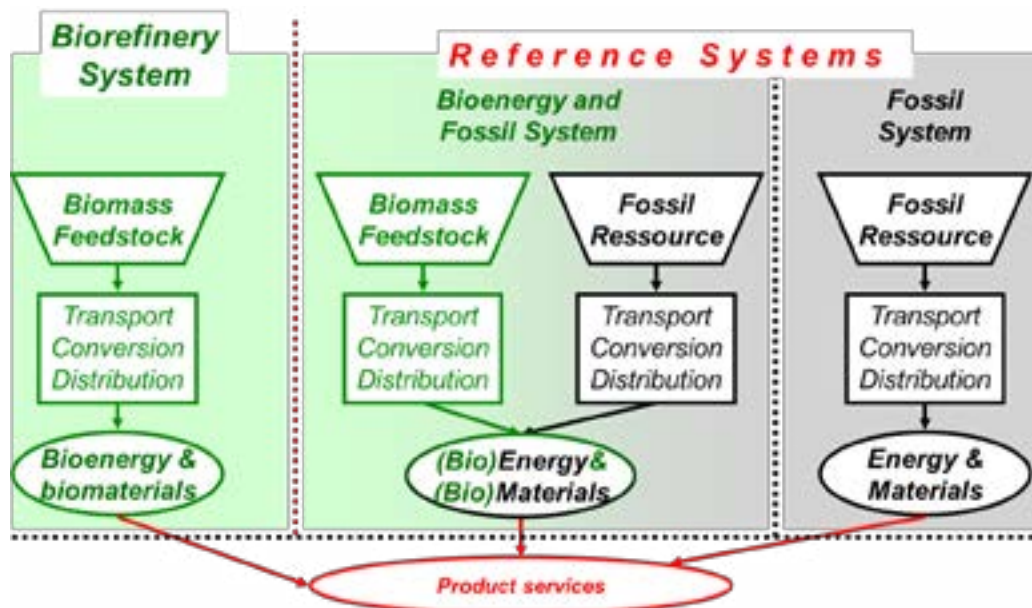 Biorefinery
System
Reference Systems
Bioenergy and
Fossil System
Fossil
System
Biomass
Feedstock
Biomass
Feedstock
Fossil
Ressource
Fossil
Ressource
Transport
Conversion
Distribution
Transport
Conversion
Distribution
Transport
Conversion
Distribution
Transport
Conversion
Distribution
Bioenergy &
biomaterials
(Bio)Energy&
(Bio)Materials
Energy &
Materials
Product services